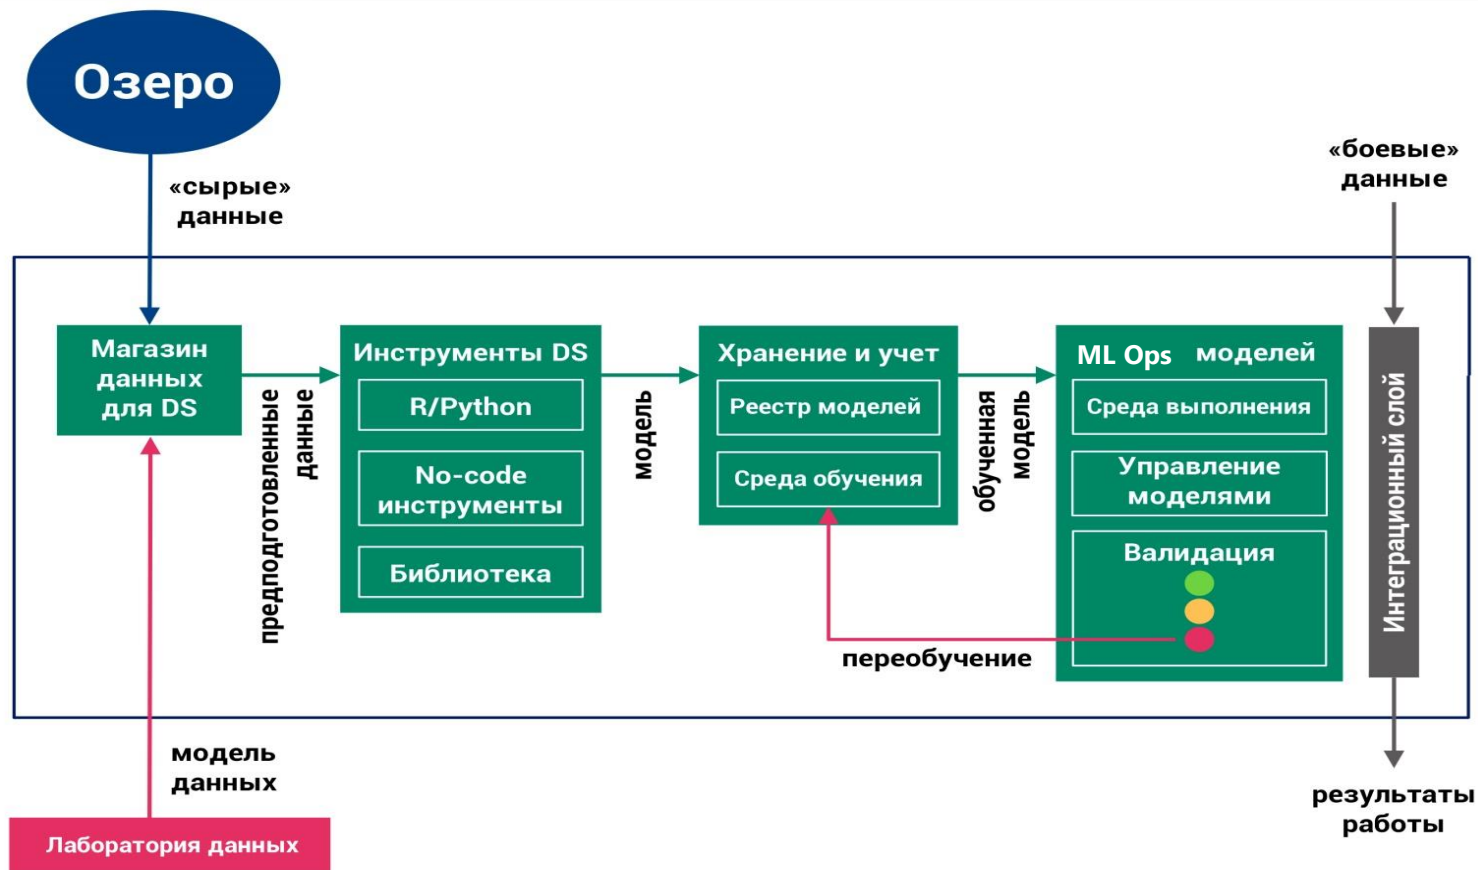 Озеро
«сырые»
данные
«боевые»
данные
Магазин
данных
для DS
предподготовленные
данные
Инструменты DS
R/Python
No-code
инструменты
Библиотека
модель
Хранение и учет
Реестр моделей
Среда обучения
обученная
модель
ML Ops моделей
Среда выполнения
Управление
моделями
Валидация
переобучение
Интеграционный слой
модель
данных
Лаборатория данных
результаты
работы